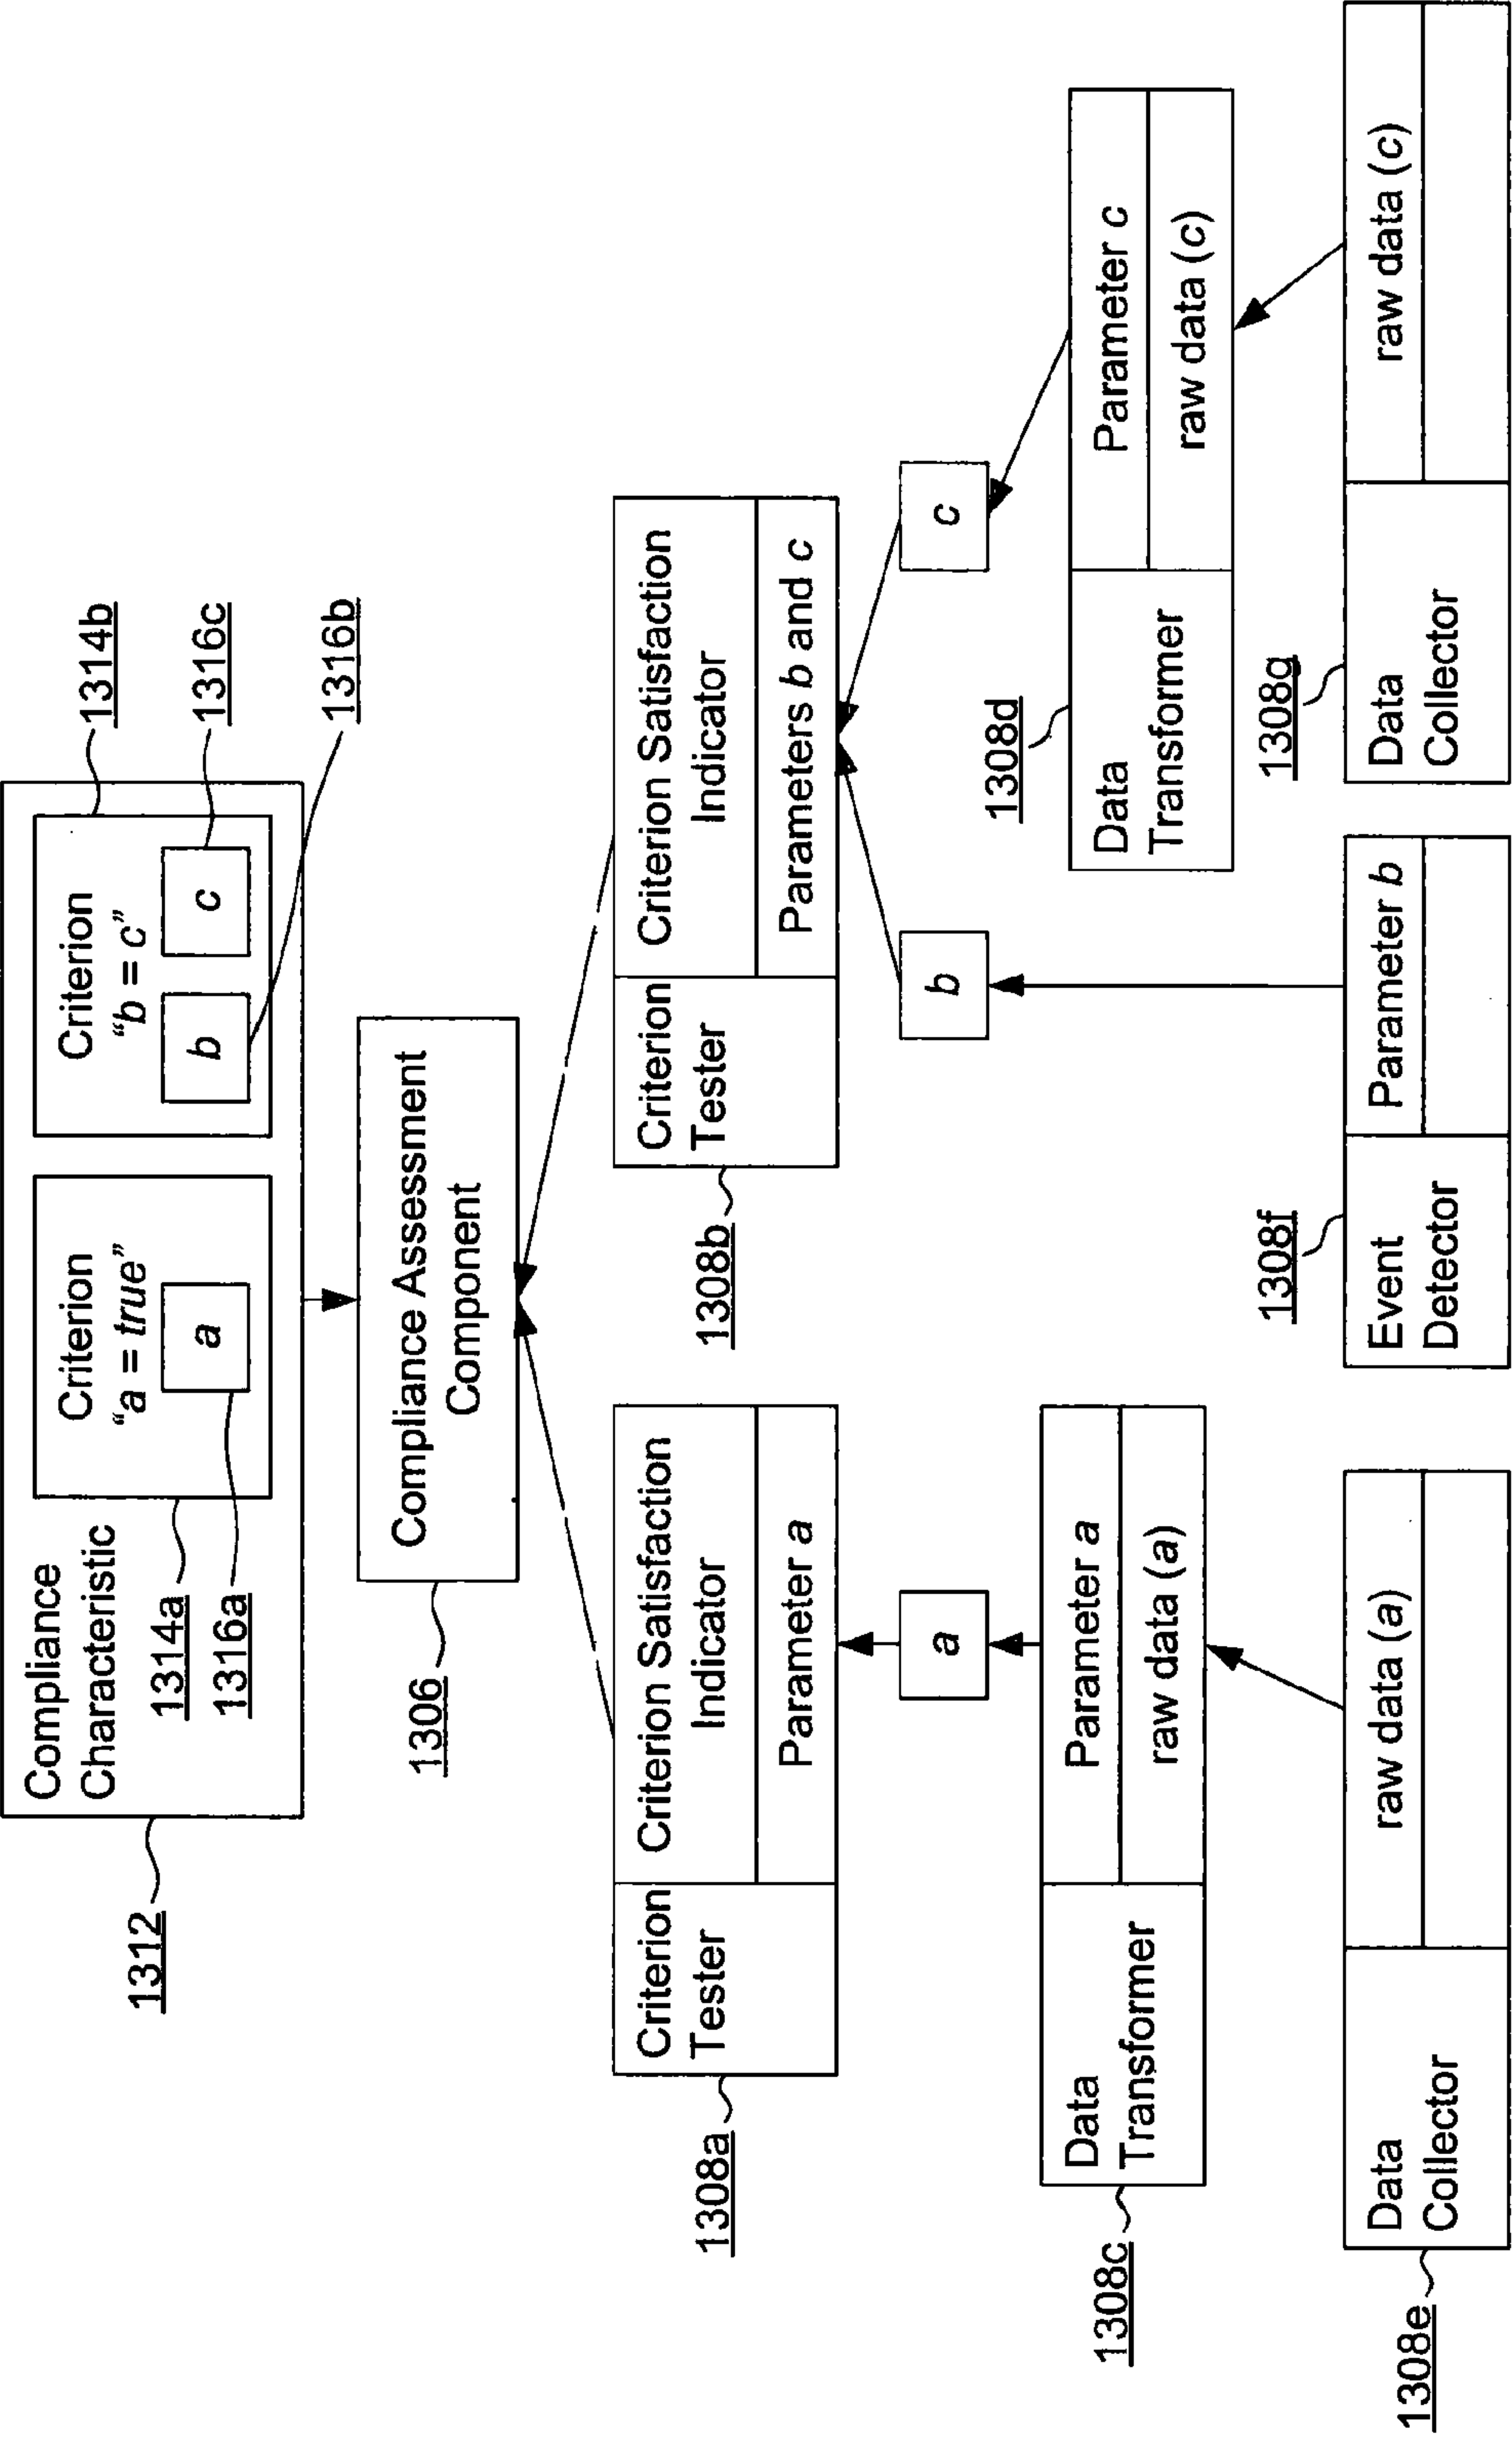 Compliance
Characteristic
1312
Criterion
“a = true”
a
1314a
1316a
Criterion
“b = c”
b
c
1314b
1316c
1316b
Compliance Assessment
Component
1306
Criterion
Tester
Criterion Satisfaction
Indicator
Parameter a
1308a
Criterion
Tester
Criterion Satisfaction
Indicator
Parameters b and c
1308b
a
b
c
Data
Transformer
Parameter a
raw data (a)
1308c
Data
Transformer
Parameter c
raw data (c)
1308d
Data
Collector
raw data (a)
1308e
Event
Detector
Parameter b
1308f
Data
Collector
raw data (c)
1308g